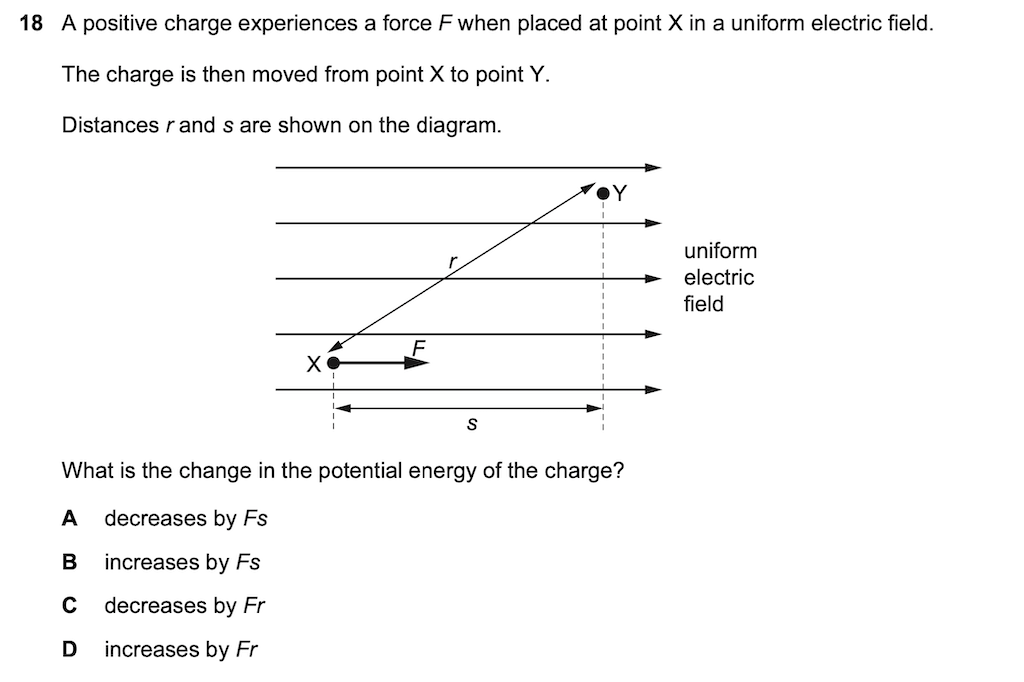 18 A positive charge experiences a force F when placed at point X in a uniform electric field.
The charge is then moved from point X to point Y.
Distances r and s are shown on the diagram.
Y
r
uniform
electric
field
F
X
s
What is the change in the potential energy of the charge?
A decreases by Fs
B increases by Fs
C decreases by Fr
D increases by Fr